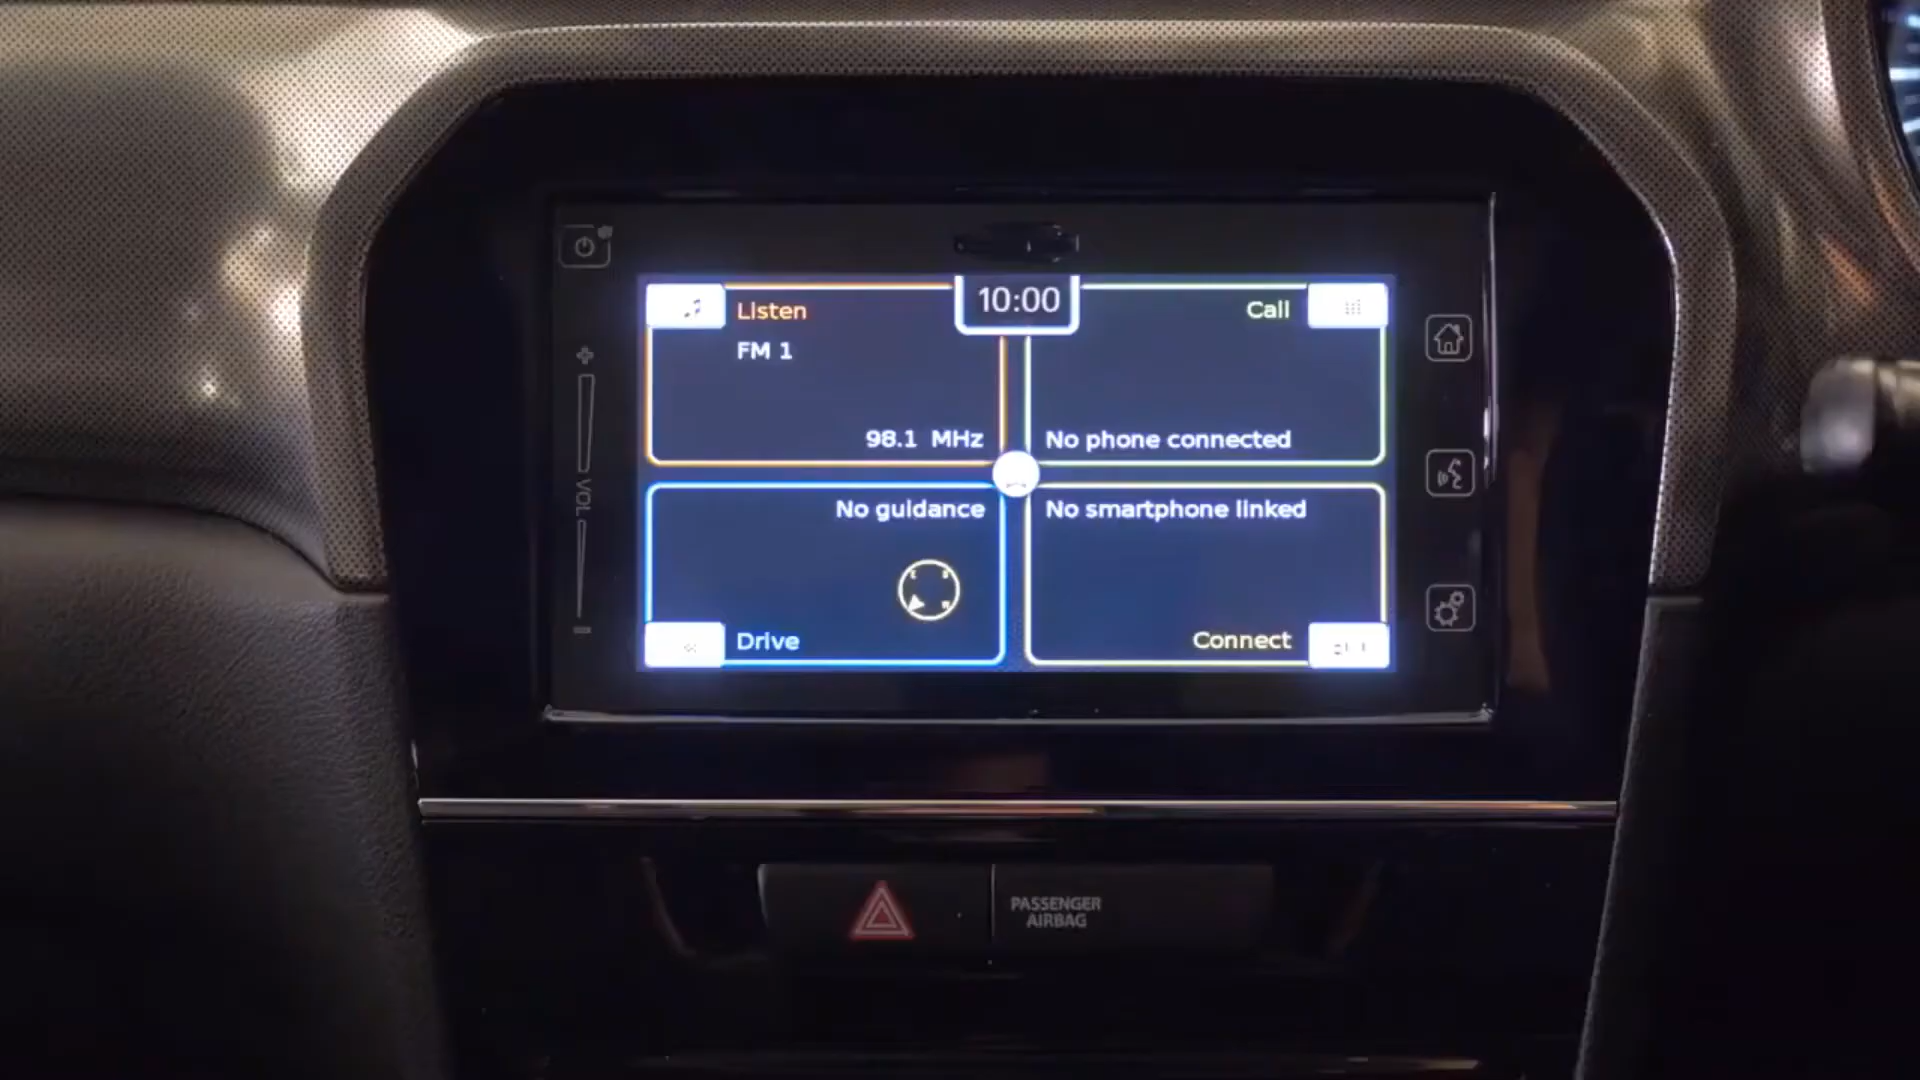 10:00
Listen
FM 1
98.1 MHz
Call
No phone connected
No guidance
Drive
No smartphone linked
Connect
VOL
PASSENGER
AIRBAG